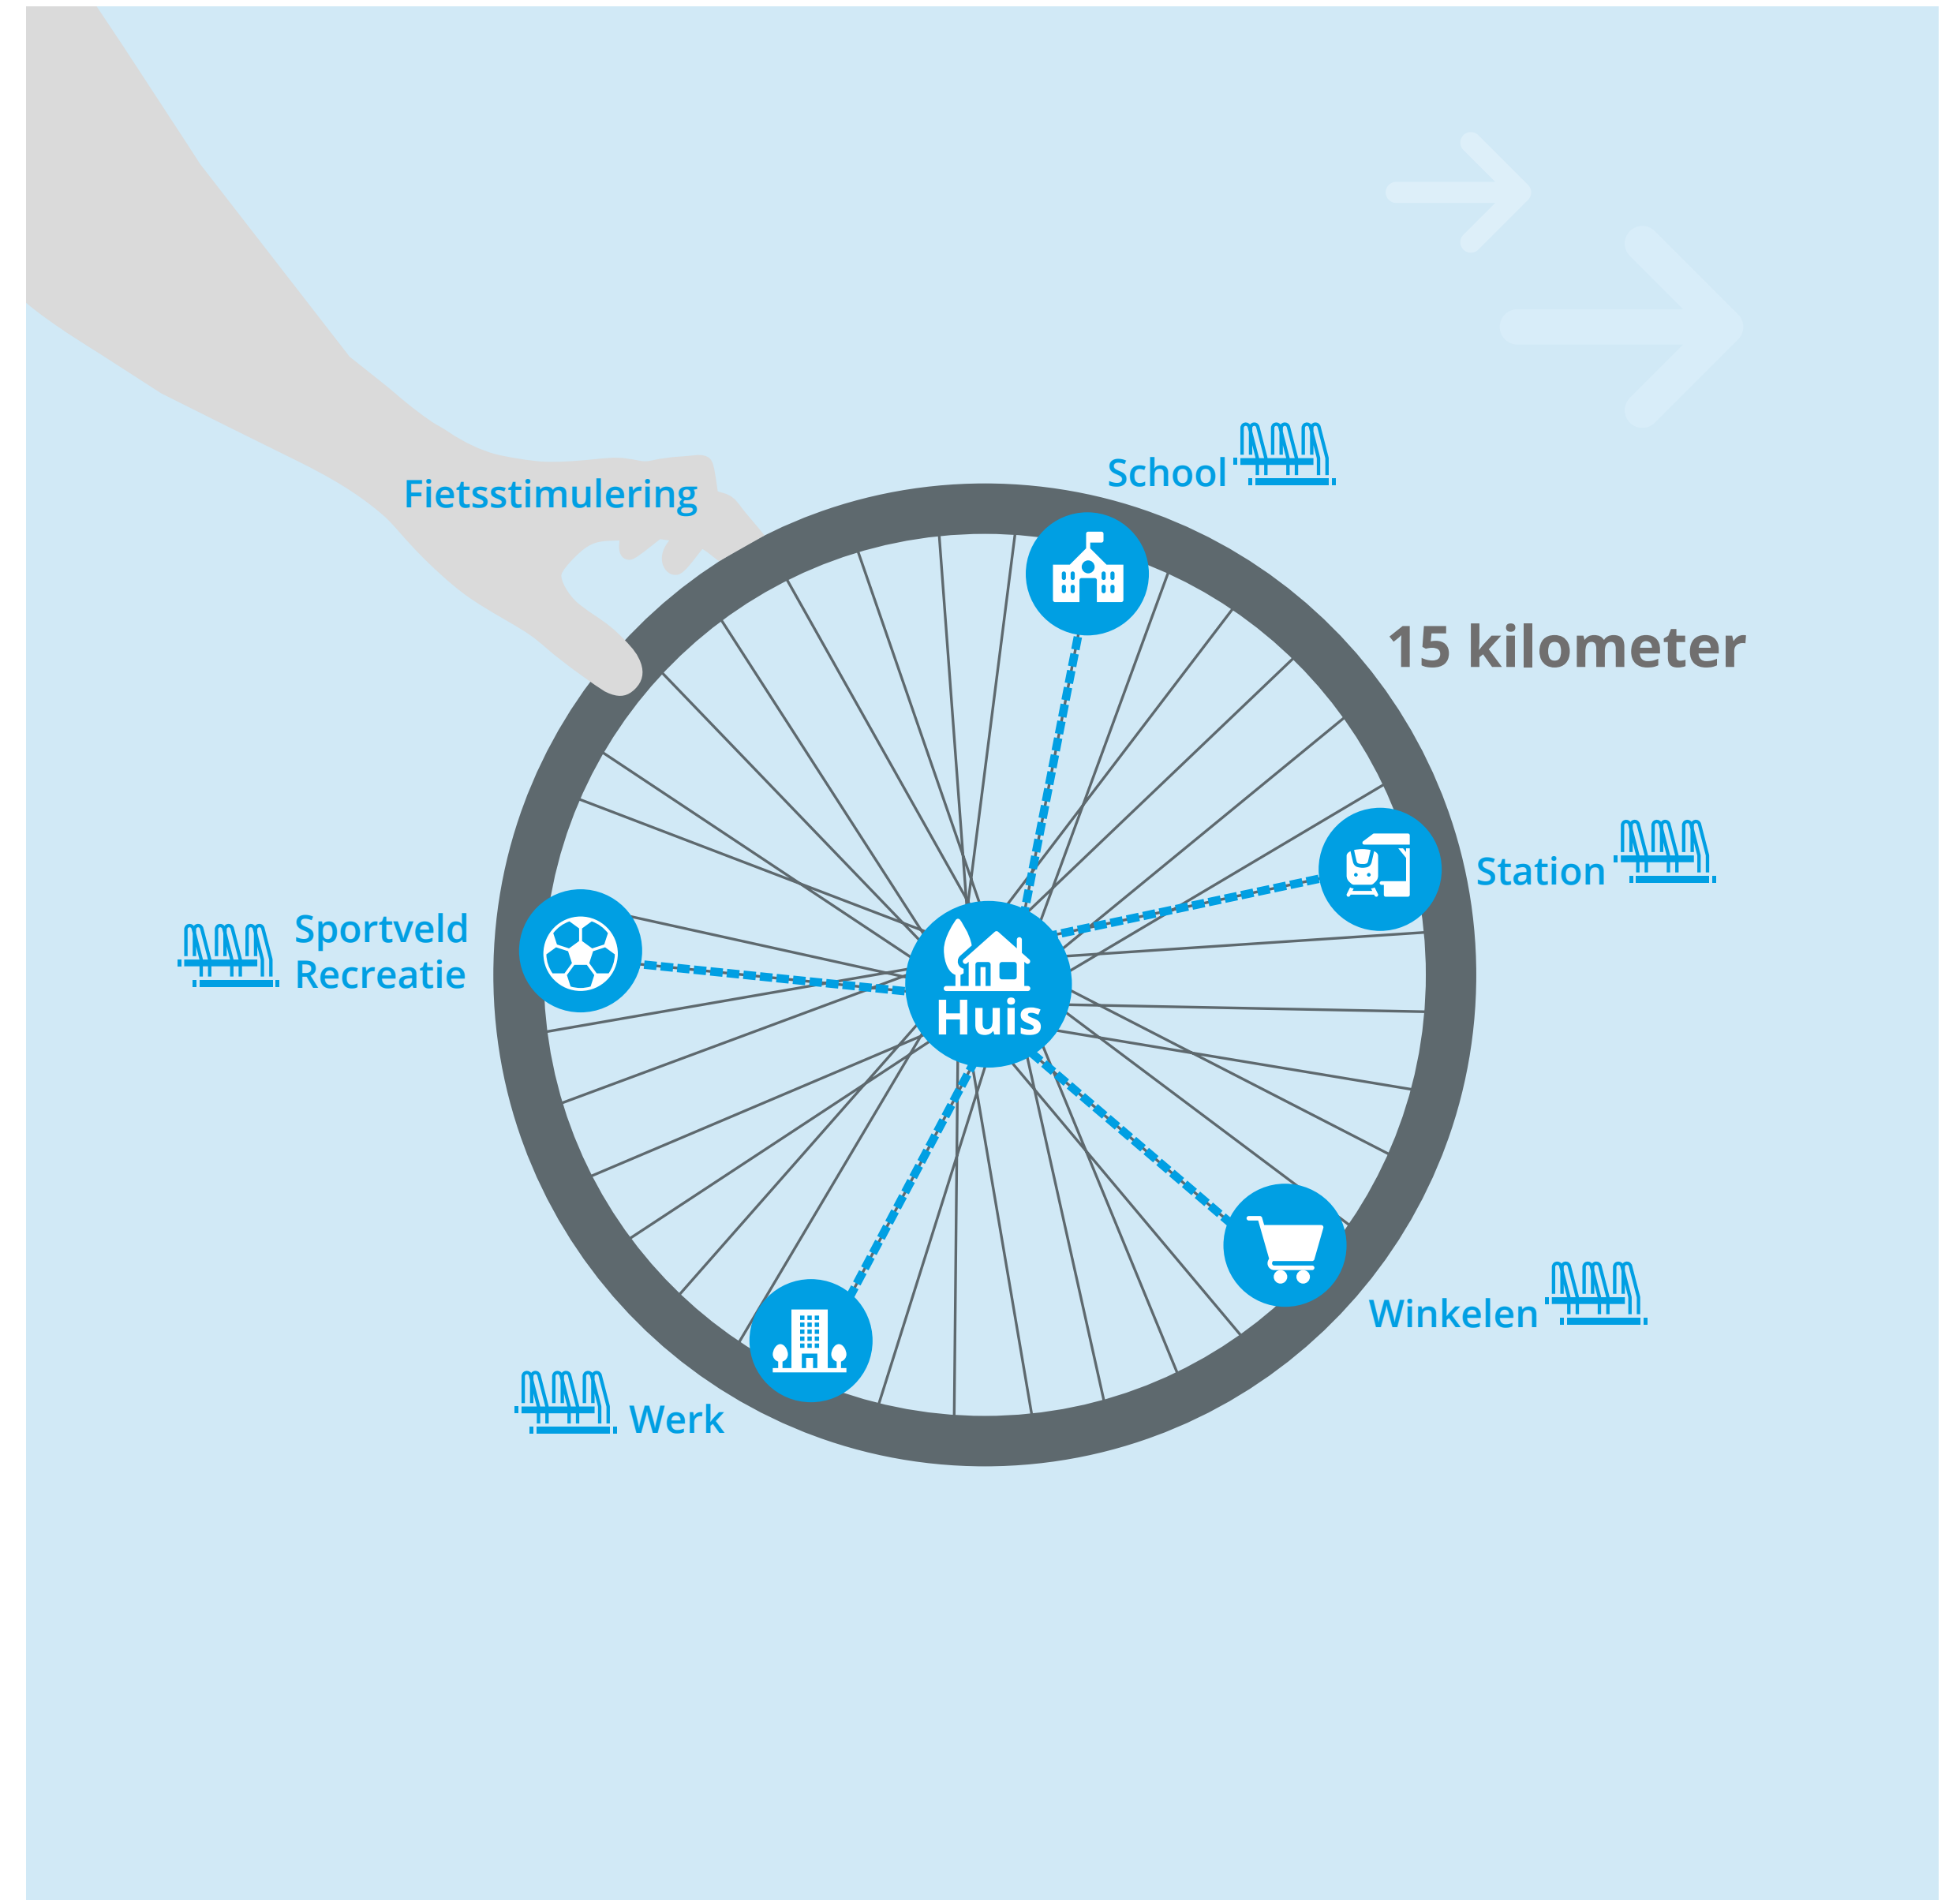 School
Fietsstimulering
15 kilometer
Station
Sportveld
Recreatie
Huis
Winkelen
Werk